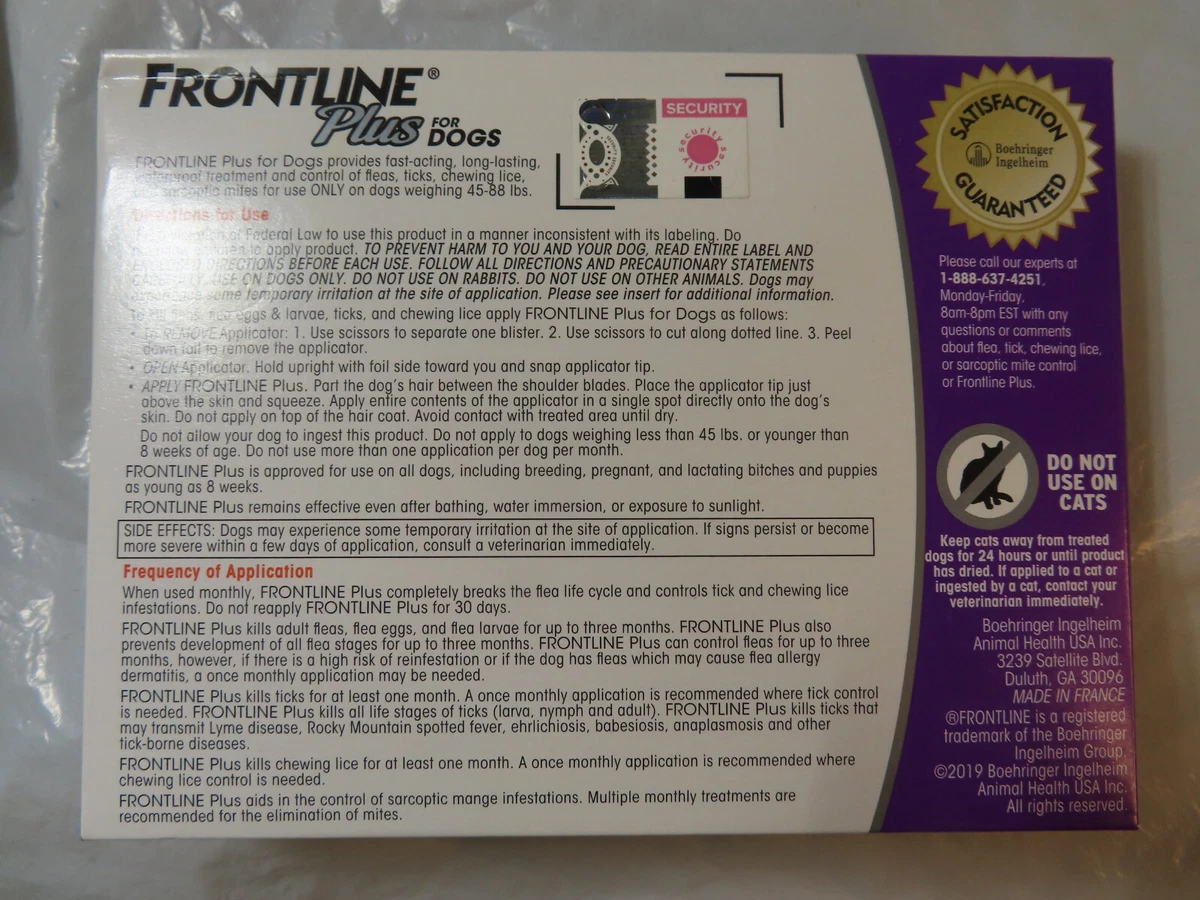 FRONTLINE®
Plus FOR
DOGS
FRONTLINE Plus for Dogs provides fast-acting, long-lasting,
waterproof treatment and control of fleas, ticks, chewing lice,
sarcoptic mites for use ONLY on dogs weighing 45-88 lbs.
SECURITY
security security
Directions for Use
of Federal Law to use this product in a manner inconsistent with its labeling. Do
to apply product. TO PREVENT HARM TO YOU AND YOUR DOG, READ ENTIRE LABEL AND
DIRECTIONS BEFORE EACH USE. FOLLOW ALL DIRECTIONS AND PRECAUTIONARY STATEMENTS
USE ON DOGS ONLY. DO NOT USE ON RABBITS. DO NOT USE ON OTHER ANIMALS. Dogs may
experience some temporary irritation at the site of application. Please see insert for additional information.
To kill fleas, flea eggs & larvae, ticks, and chewing lice apply FRONTLINE Plus for Dogs as follows:
• TO REMOVE Applicator: 1. Use scissors to separate one blister. 2. Use scissors to cut along dotted line. 3. Peel
down foil to remove the applicator.
• OPEN Applicator. Hold upright with foil side toward you and snap applicator tip.
• APPLY FRONTLINE Plus. Part the dog's hair between the shoulder blades. Place the applicator tip just
above the skin and squeeze. Apply entire contents of the applicator in a single spot directly onto the dog's
skin. Do not apply on top of the hair coat. Avoid contact with treated area until dry.
Do not allow your dog to ingest this product. Do not apply to dogs weighing less than 45 lbs. or younger than
8 weeks of age. Do not use more than one application per dog per month.
FRONTLINE Plus is approved for use on all dogs, including breeding, pregnant, and lactating bitches and puppies
as young as 8 weeks.
FRONTLINE Plus remains effective even after bathing, water immersion, or exposure to sunlight.
SIDE EFFECTS: Dogs may experience some temporary irritation at the site of application. If signs persist or become
more severe within a few days of application, consult a veterinarian immediately.
Frequency of Application
When used monthly, FRONTLINE Plus completely breaks the flea life cycle and controls tick and chewing lice
infestations. Do not reapply FRONTLINE Plus for 30 days.
FRONTLINE Plus kills adult fleas, flea eggs, and flea larvae for up to three months. FRONTLINE Plus also
prevents development of all flea stages for up to three months. FRONTLINE Plus can control fleas for up to three
months, however, if there is a high risk of reinfestation or if the dog has fleas which may cause flea allergy
dermatitis, a once monthly application may be needed.
FRONTLINE Plus kills ticks for at least one month. A once monthly application is recommended where tick control
is needed. FRONTLINE Plus kills all life stages of ticks (larva, nymph and adult). FRONTLINE Plus kills ticks that
may transmit Lyme disease, Rocky Mountain spotted fever, ehrlichiosis, babesiosis, anaplasmosis and other
tick-borne diseases.
FRONTLINE Plus kills chewing lice for at least one month. A once monthly application is recommended where
chewing lice control is needed.
FRONTLINE Plus aids in the control of sarcoptic mange infestations. Multiple monthly treatments are
recommended for the elimination of mites.
SATISFACTION
Boehringer
Ingelheim
GUARANTEED
Please call our experts at
1-888-637-4251,
Monday-Friday,
8am-8pm EST with any
questions or comments
about flea, tick, chewing lice,
or sarcoptic mite control
or Frontline Plus.
DO NOT
USE ON
CATS
Keep cats away from treated
dogs for 24 hours or until product
has dried. If applied to a cat or
ingested by a cat, contact your
veterinarian immediately.
Boehringer Ingelheim
Animal Health USA Inc.
3239 Satellite Blvd.
Duluth, GA 30096
MADE IN FRANCE
®FRONTLINE is a registered
trademark of the Boehringer
Ingelheim Group.
©2019 Boehringer Ingelheim
Animal Health USA Inc.
All rights reserved.